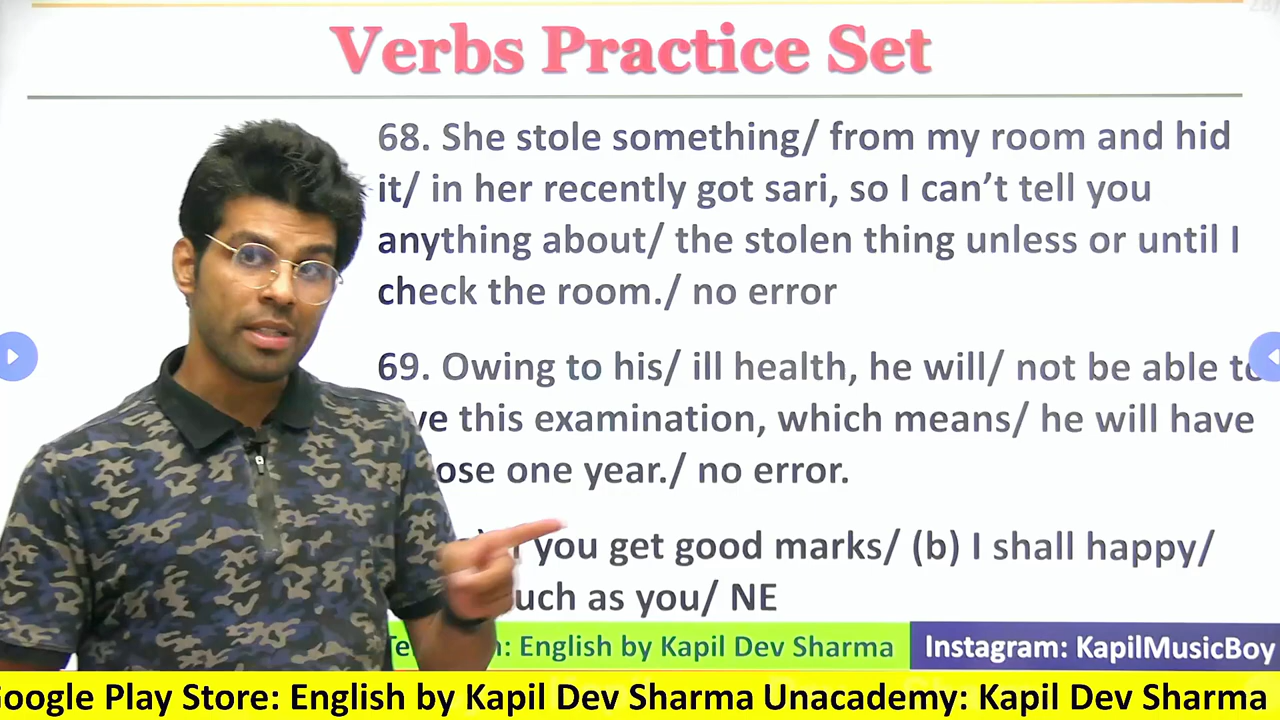 Verbs Practice Set
68. She stole something/ from my room and hid
it/ in her recently got sari, so I can’t tell you
anything about/ the stolen thing unless or until I
check the room./ no error
69. Owing to his/ ill health, he will/ not be able to
this examination, which means/ he will have
one year./ no error.
you get good marks/ (b) I shall happy/
as you/ NE
: English by Kapil Dev Sharma
Instagram: KapilMusicBoy
Play Store: English by Kapil Dev Sharma Unacademy: Kapil Dev Sharma